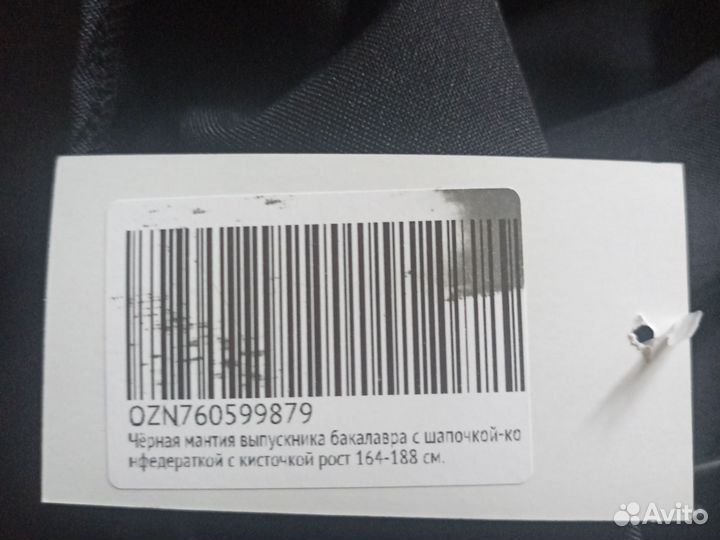 OZN760599879
Чёрная мантия выпускника бакалавра с шапочкой-ко
нфедераткой с кисточкой рост 164-188 см.
Avito